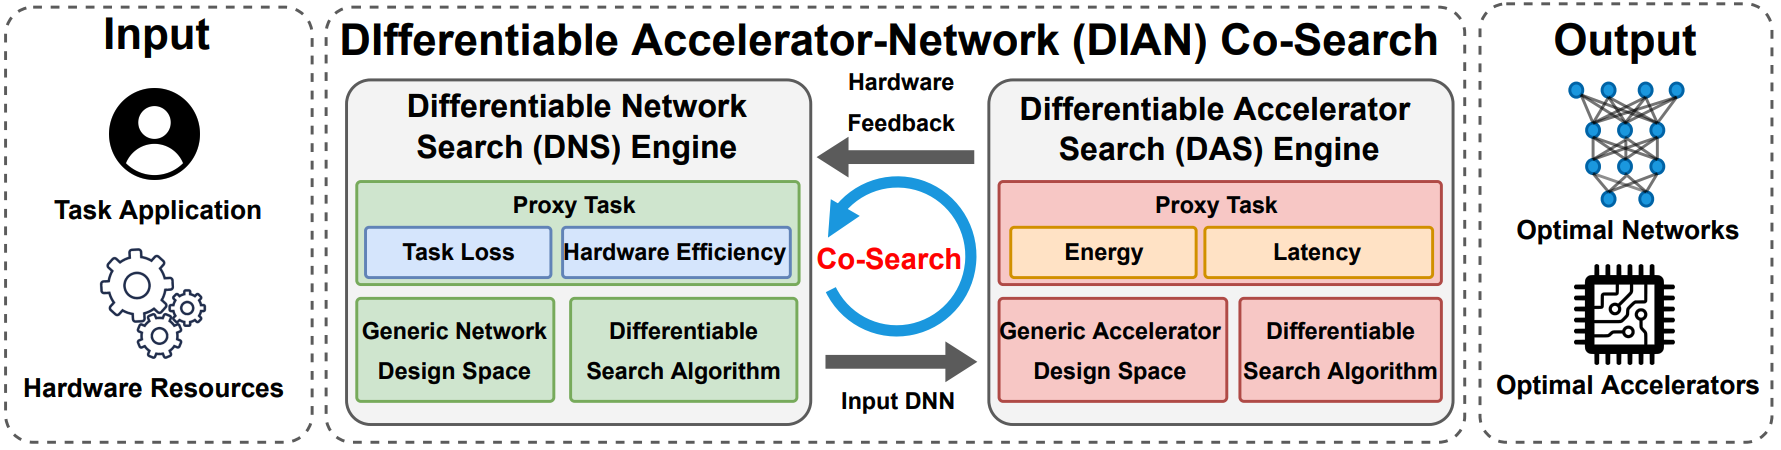 Input
Task Application
Hardware Resources
DIfferentiable Accelerator-Network (DIAN) Co-Search
Differentiable Network
Search (DNS) Engine
Proxy Task
Task Loss
Hardware Efficiency
Generic Network
Design Space
Differentiable
Search Algorithm
Hardware
Feedback
Co-Search
Input DNN
Differentiable Accelerator
Search (DAS) Engine
Proxy Task
Energy
Latency
Generic Accelerator
Design Space
Differentiable
Search Algorithm
Output
Optimal Networks
Optimal Accelerators